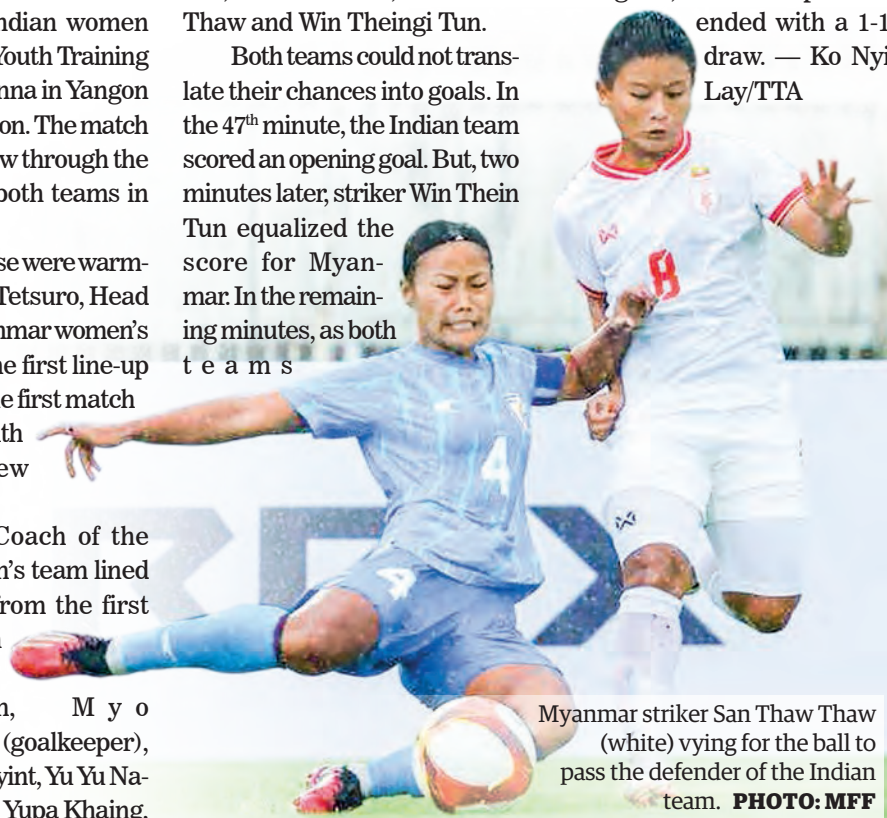 ndian women
Youth Training
nna in Yangon
on. The match
w through the
both teams in
se were warm-
Tetsuro, Head
nmar women's
ne first line-up
e first match
th
ew
Coach of the
n's team lined
from the first
n, M y o
(goalkeeper),
yint, Yu Yu Na-
Yupa Khaing,
Thaw and Win Theingi Tun.
Both teams could not trans-
late their chances into goals. In
the 47th minute, the Indian team
scored an opening goal. But, two
minutes later, striker Win Thein
Tun equalized the
score for Myan-
mar. In the remain-
ing minutes, as both
t e a m s
ended with a 1-1
draw. — Ko Nyi
Lay/TTA
8
4
4
Myanmar striker San Thaw Thaw
(white) vying for the ball to
pass the defender of the Indian
team. PHOTO: MFF